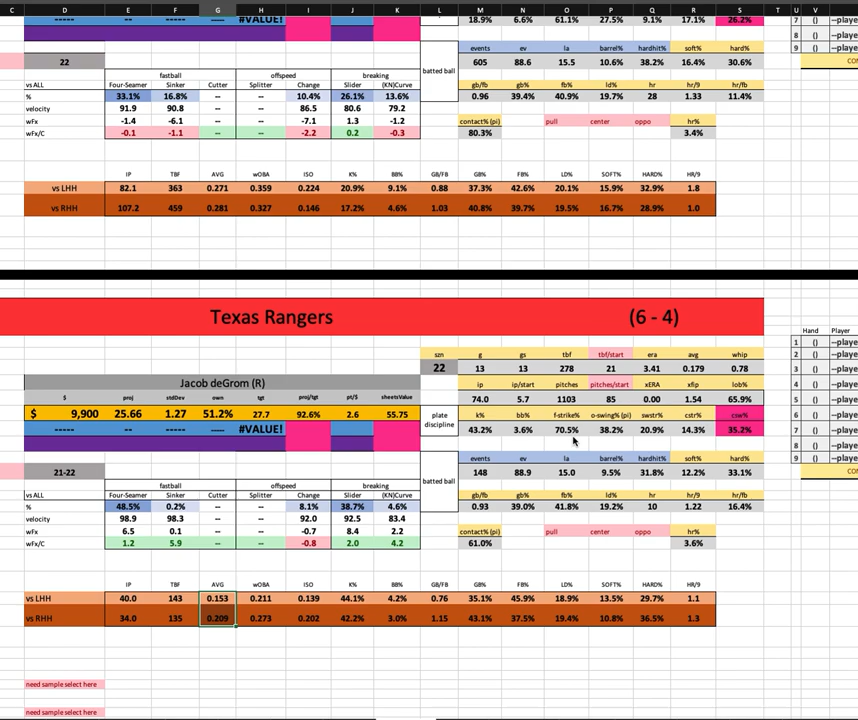 C D E F G H I J K L M N O P Q R S T U V W
----- ----- ---- #VALUE! 18.9% 6.6% 61.1% 27.5% 9.1% 17.1% 26.2% 7 () --playe
8 () --playe
events ev la barrel% hardhit% soft% hard% 9 () --playe
22 batted ball 605 88.6 15.5 10.6% 38.2% 16.4% 30.6% CO
fastball offspeed breaking
vs ALL Four-Seamer Sinker Cutter Splitter Change Slider (KN)Curve gb/fb gb% fb% ld% hr hr/9 hr/fb
% 33.1% 16.8% -- -- 10.4% 26.1% 13.6% 0.96 39.4% 40.9% 19.7% 28 1.33 11.4%
velocity 91.9 90.8 -- -- 86.5 80.6 79.2
wFx -1.4 -6.1 -- -- -7.1 1.3 -1.2 contact% (pi) pull center oppo hr%
wFx/C -0.1 -1.1 -- -- -2.2 0.2 -0.3 80.3% 3.4%
IP TBF AVG wOBA ISO K% BB% GB/FB GB% FB% LD% SOFT% HARD% HR/9
vs LHH 82.1 363 0.271 0.359 0.224 20.9% 9.1% 0.88 37.3% 42.6% 20.1% 15.9% 32.9% 1.8
vs RHH 107.2 459 0.281 0.327 0.146 17.2% 4.6% 1.03 40.8% 39.7% 19.5% 16.7% 28.9% 1.0
Texas Rangers (6 - 4)
Hand Player
1 () --playe
szn g gs tbf tbf/start era avg whip 2 () --playe
22 13 13 278 21 3.41 0.179 0.78 3 () --playe
Jacob deGrom (R) ip ip/start pitches pitches/start xERA xfip lob% 4 () --playe
$ proj stdDev own tgt proj/tgt pt/$ sheetsValue 74.0 5.7 1103 85 0.00 1.54 65.9% 5 () --playe
$ 9,900 25.66 1.27 51.2% 27.7 92.6% 2.6 55.75 plate discipline k% bb% f-strike% o-swing% (pi) swstr% cstr% csw% 6 () --playe
----- ----- ---- #VALUE! 43.2% 3.6% 70.5% 38.2% 20.9% 14.3% 35.2% 7 () --playe
8 () --playe
events ev la barrel% hardhit% soft% hard% 9 () --playe
21-22 batted ball 148 88.9 15.0 9.5% 31.8% 12.2% 33.1% CO
fastball offspeed breaking
vs ALL Four-Seamer Sinker Cutter Splitter Change Slider (KN)Curve gb/fb gb% fb% ld% hr hr/9 hr/fb
% 48.5% 0.2% -- -- 8.1% 38.7% 4.6% 0.93 39.0% 41.8% 19.2% 10 1.22 16.4%
velocity 98.9 98.3 -- -- 92.0 92.5 83.4
wFx 6.5 0.1 -- -- -0.7 8.4 2.2 contact% (pi) pull center oppo hr%
wFx/C 1.2 5.9 -- -- -0.8 2.0 4.2 61.0% 3.6%
IP TBF AVG wOBA ISO K% BB% GB/FB GB% FB% LD% SOFT% HARD% HR/9
vs LHH 40.0 143 0.153 0.211 0.139 44.1% 4.2% 0.76 35.1% 45.9% 18.9% 13.5% 29.7% 1.1
vs RHH 34.0 135 0.209 0.273 0.202 42.2% 3.0% 1.15 43.1% 37.5% 19.4% 10.8% 36.5% 1.3
need sample select here
need sample select here